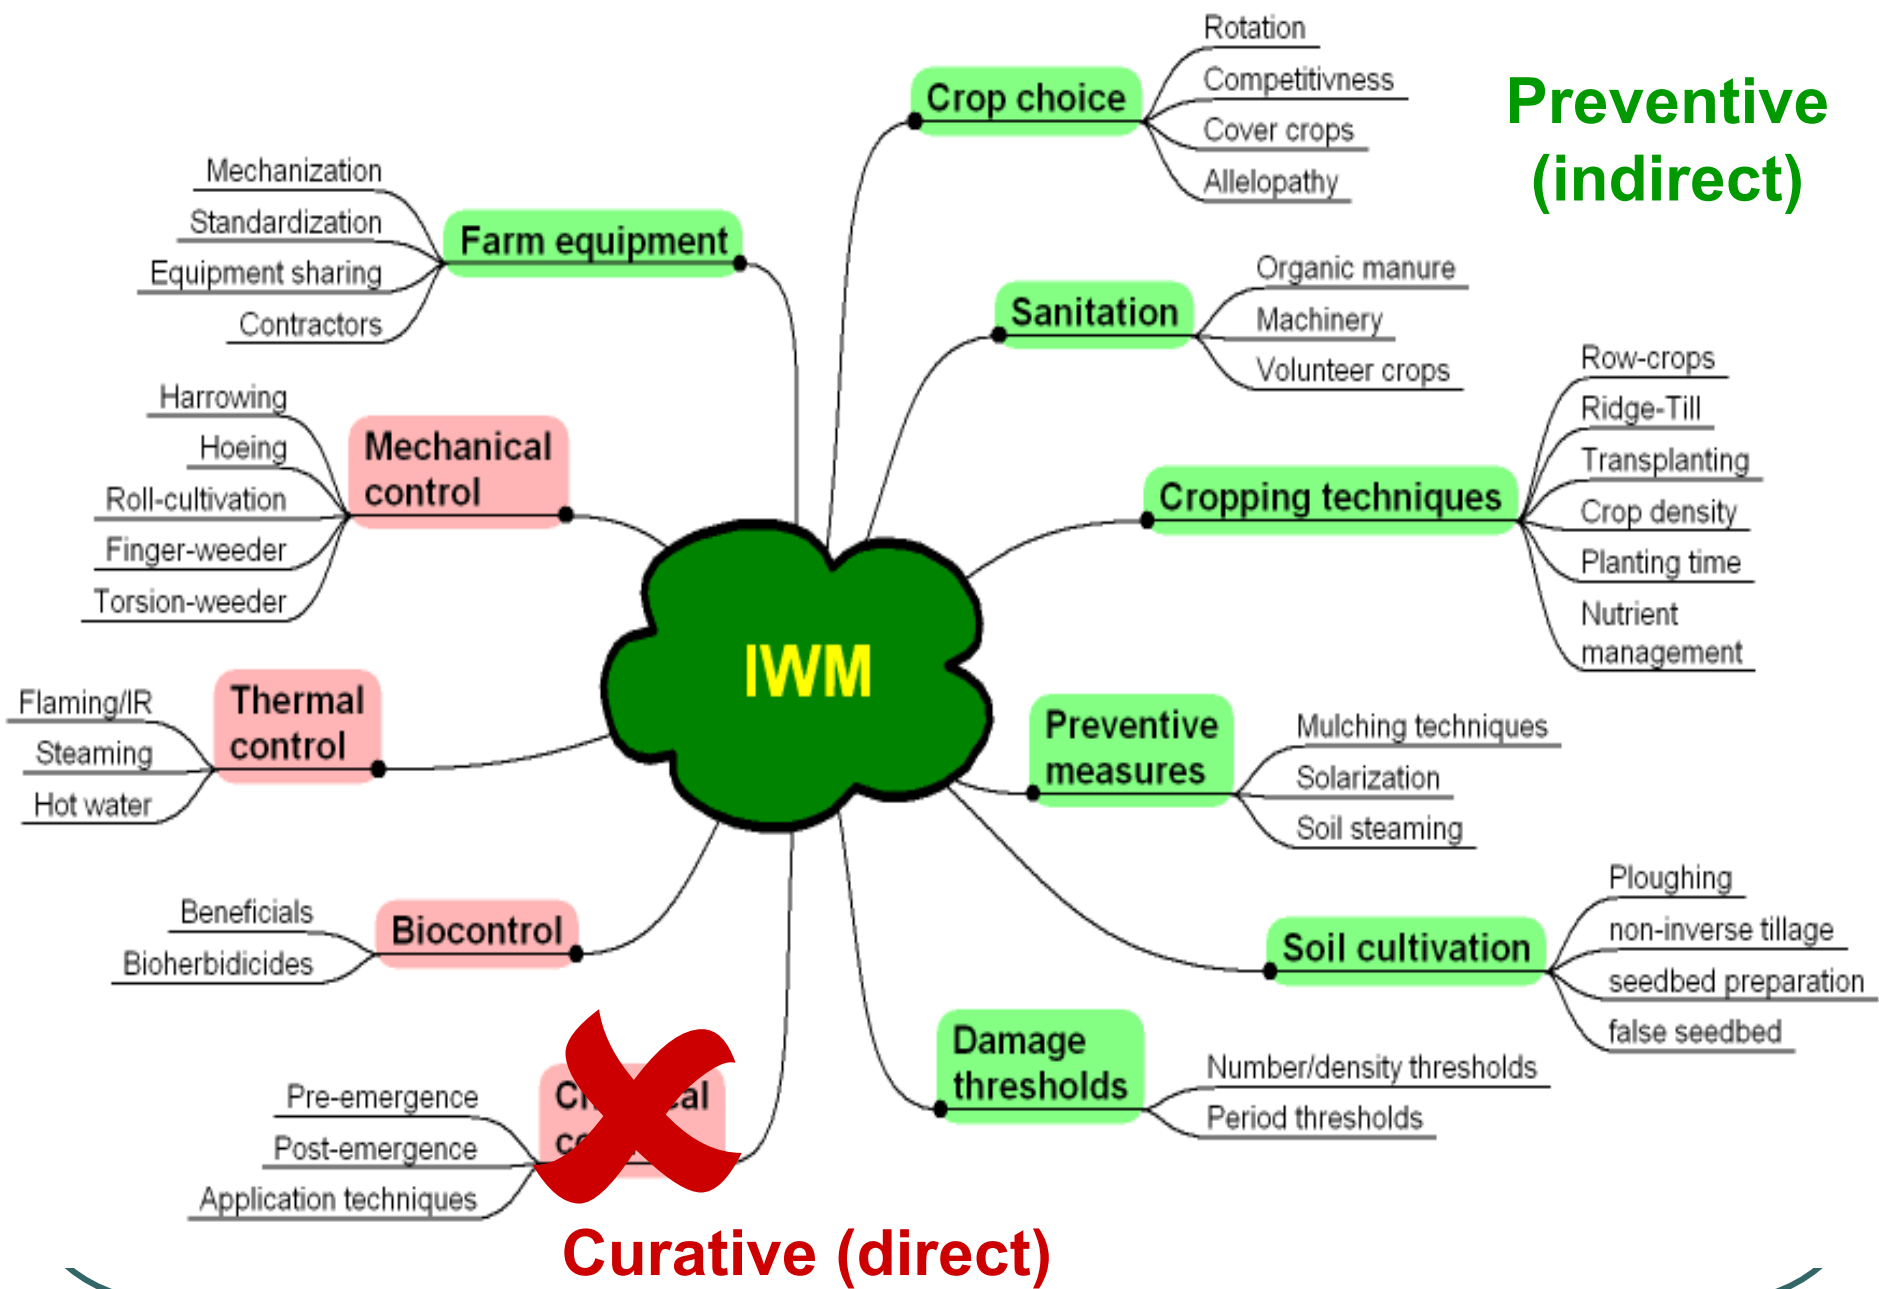 Rotation
Crop choice
Competitivness
Cover crops
Allelopathy
Preventive
(indirect)
Mechanization
Standardization
Equipment sharing
Contractors
Farm equipment
Sanitation
Organic manure
Machinery
Volunteer crops
Harrowing
Hoeing
Roll-cultivation
Finger-weeder
Torsion-weeder
Mechanical
control
Cropping techniques
Row-crops
Ridge-Till
Transplanting
Crop density
Planting time
Nutrient
management
IWM
Flaming/IR
Steaming
Hot water
Thermal
control
Preventive
measures
Mulching techniques
Solarization
Soil steaming
Beneficials
Bioherbidicides
Biocontrol
Soil cultivation
Ploughing
non-inverse tillage
seedbed preparation
false seedbed
Damage
thresholds
Number/density thresholds
Period thresholds
Pre-emergence
Post-emergence
Application techniques
Curative (direct)